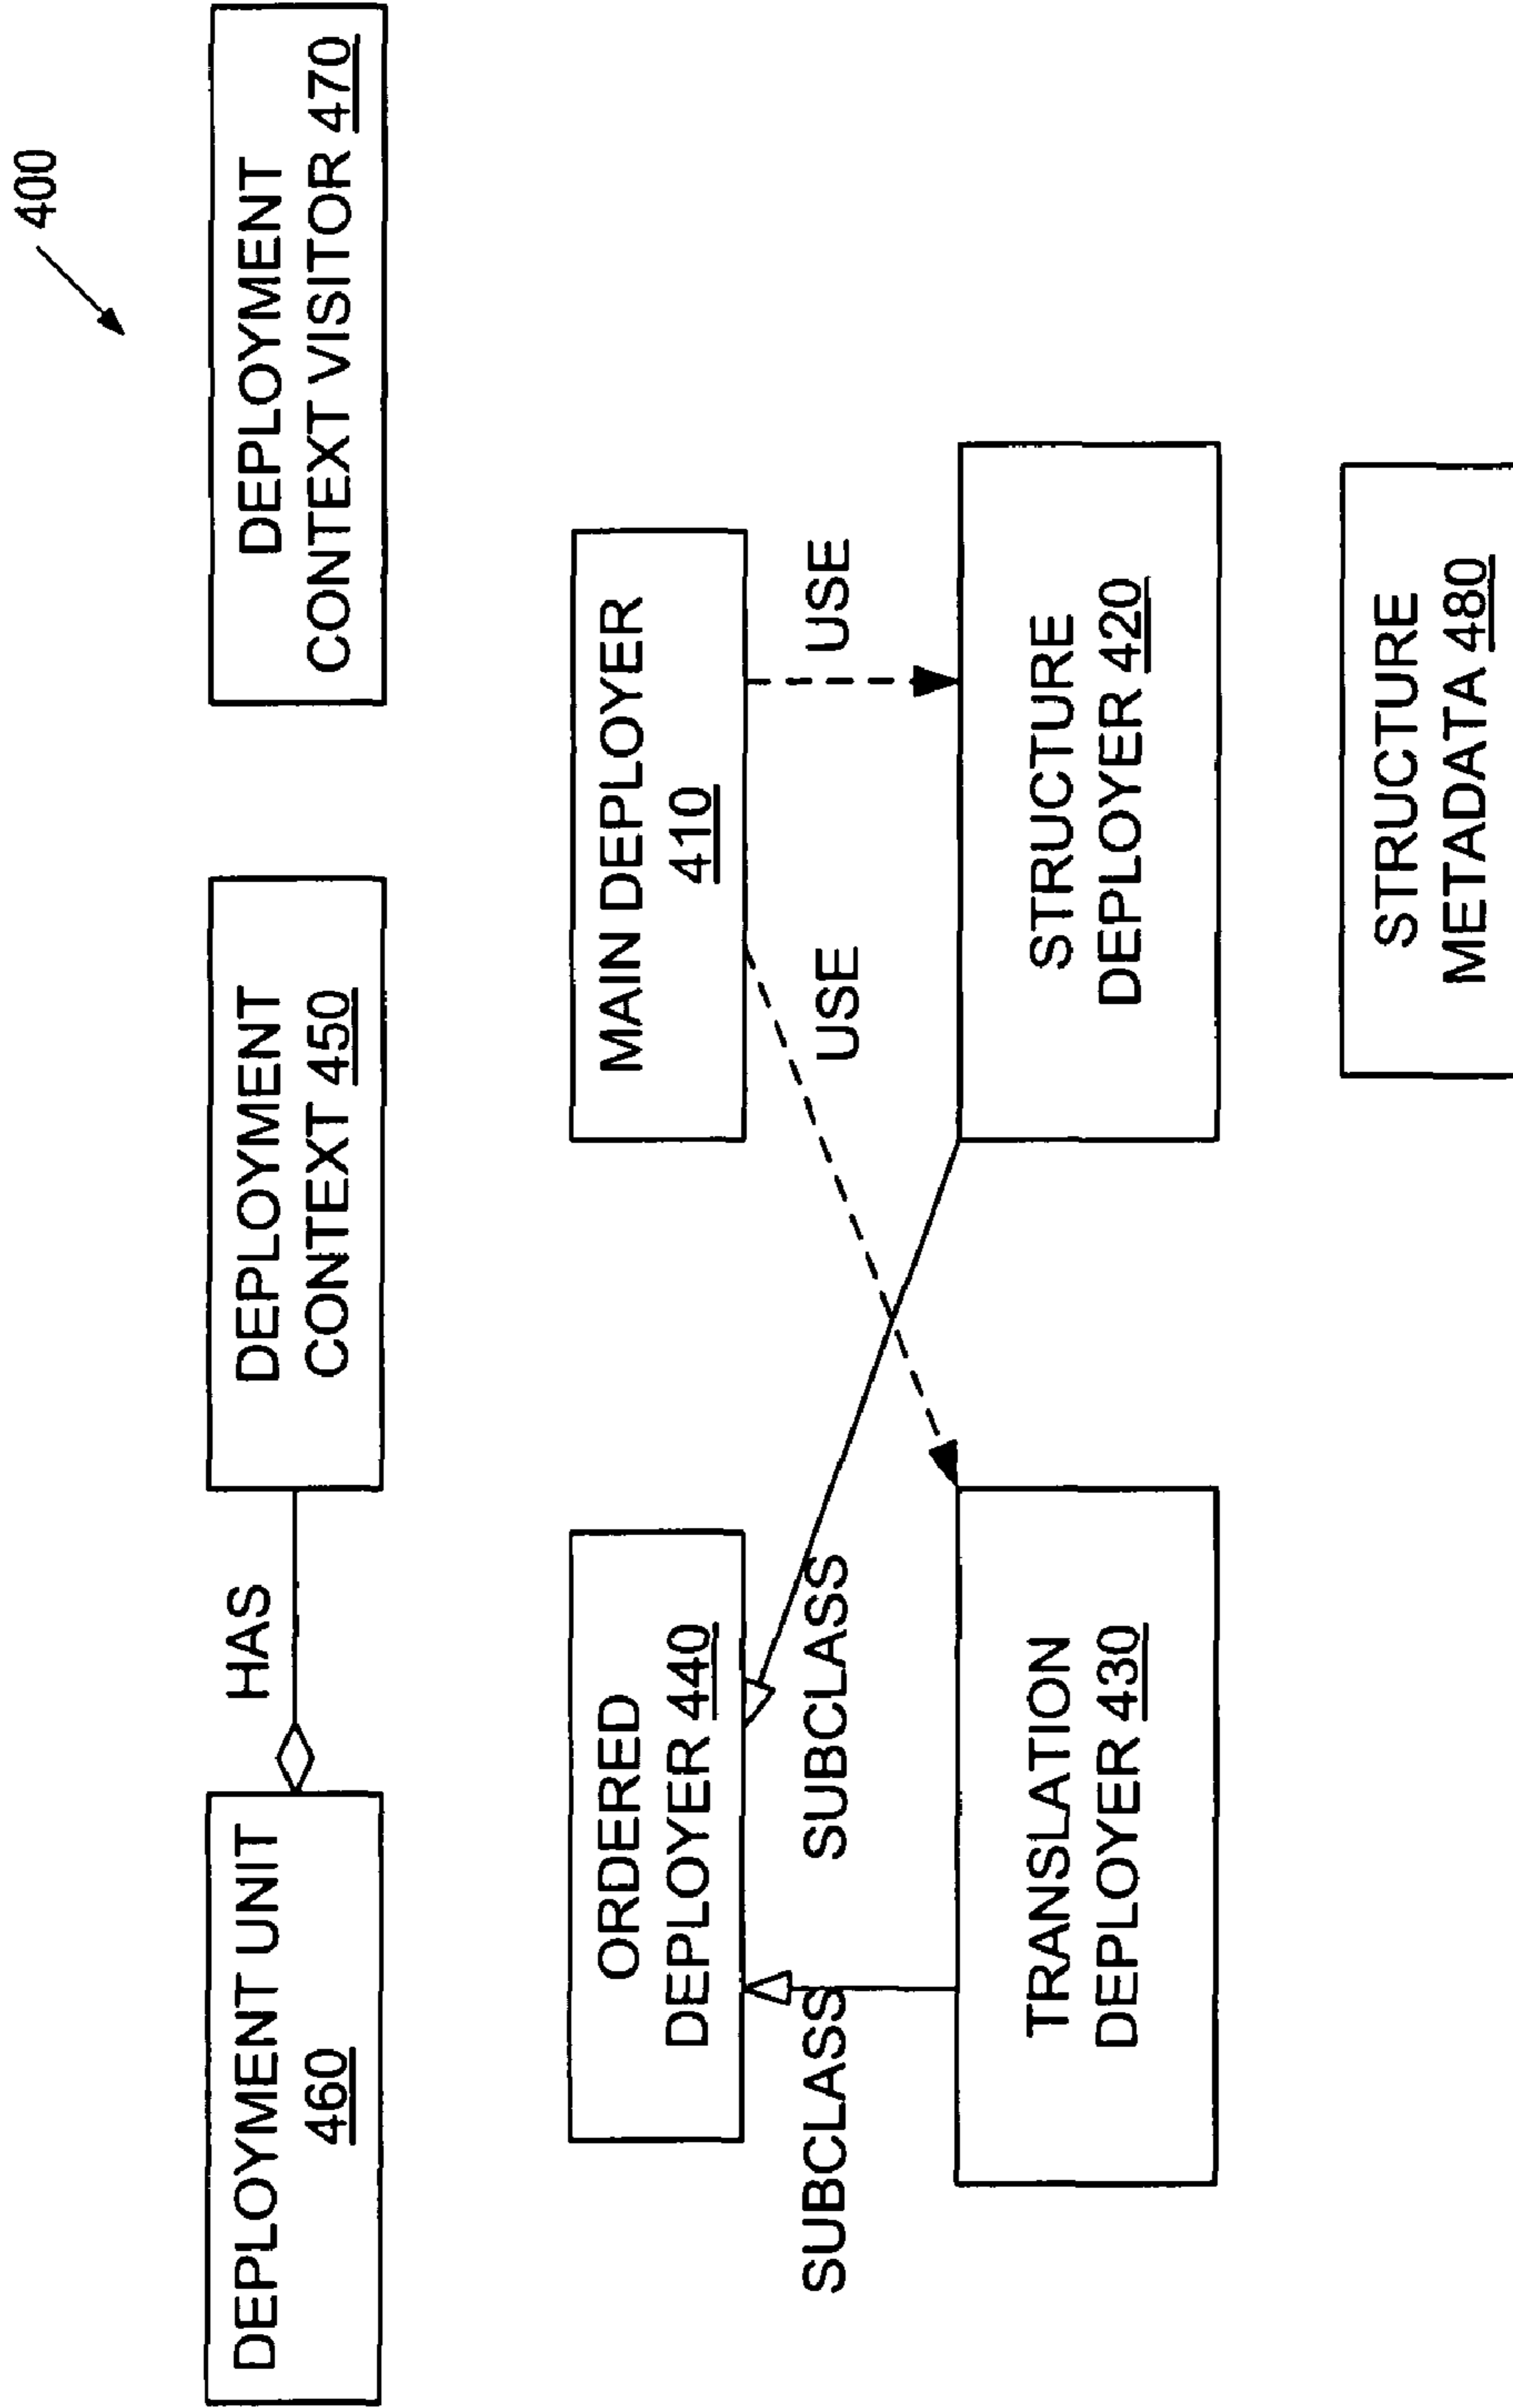 400
DEPLOYMENT UNIT
460
HAS
DEPLOYMENT
CONTEXT 450
DEPLOYMENT
CONTEXT VISITOR 470
ORDERED
DEPLOYER 440
MAIN DEPLOYER
410
SUBCLASS
SUBCLASS
USE
USE
TRANSLATION
DEPLOYER 430
STRUCTURE
DEPLOYER 420
STRUCTURE
METADATA 480